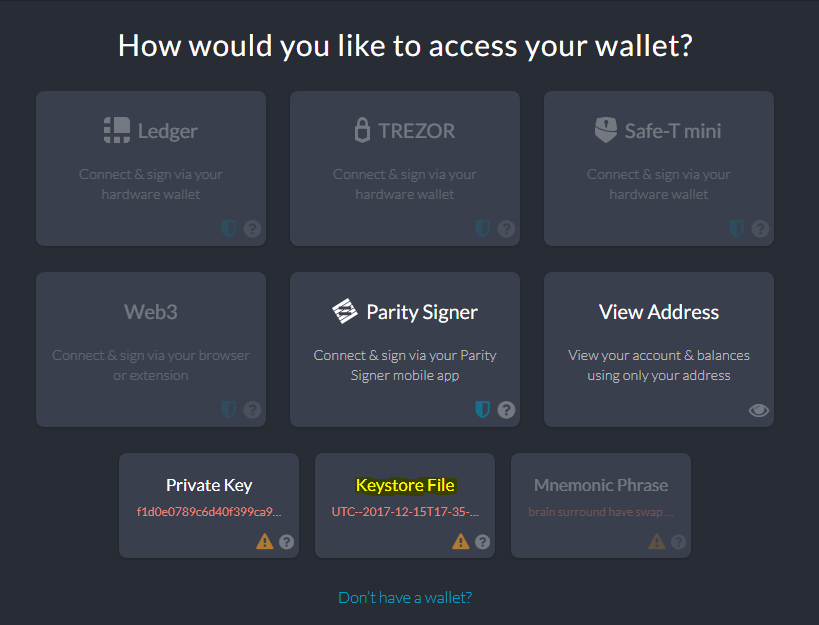 How would you like to access your wallet?
Ledger
Connect & sign via your
hardware wallet
TREZOR
Connect & sign via your
hardware wallet
Safe-T mini
Connect & sign via your
hardware wallet
Web3
Connect & sign via your browser
or extension
Parity Signer
Connect & sign via your Parity
Signer mobile app
View Address
View your account & balances
using only your address
Private Key
f1d0e0789c6d40f399ca9...
Keystore File
UTC--2017-12-15T17-35-...
Mnemonic Phrase
brain surround have swap ...
Don't have a wallet?